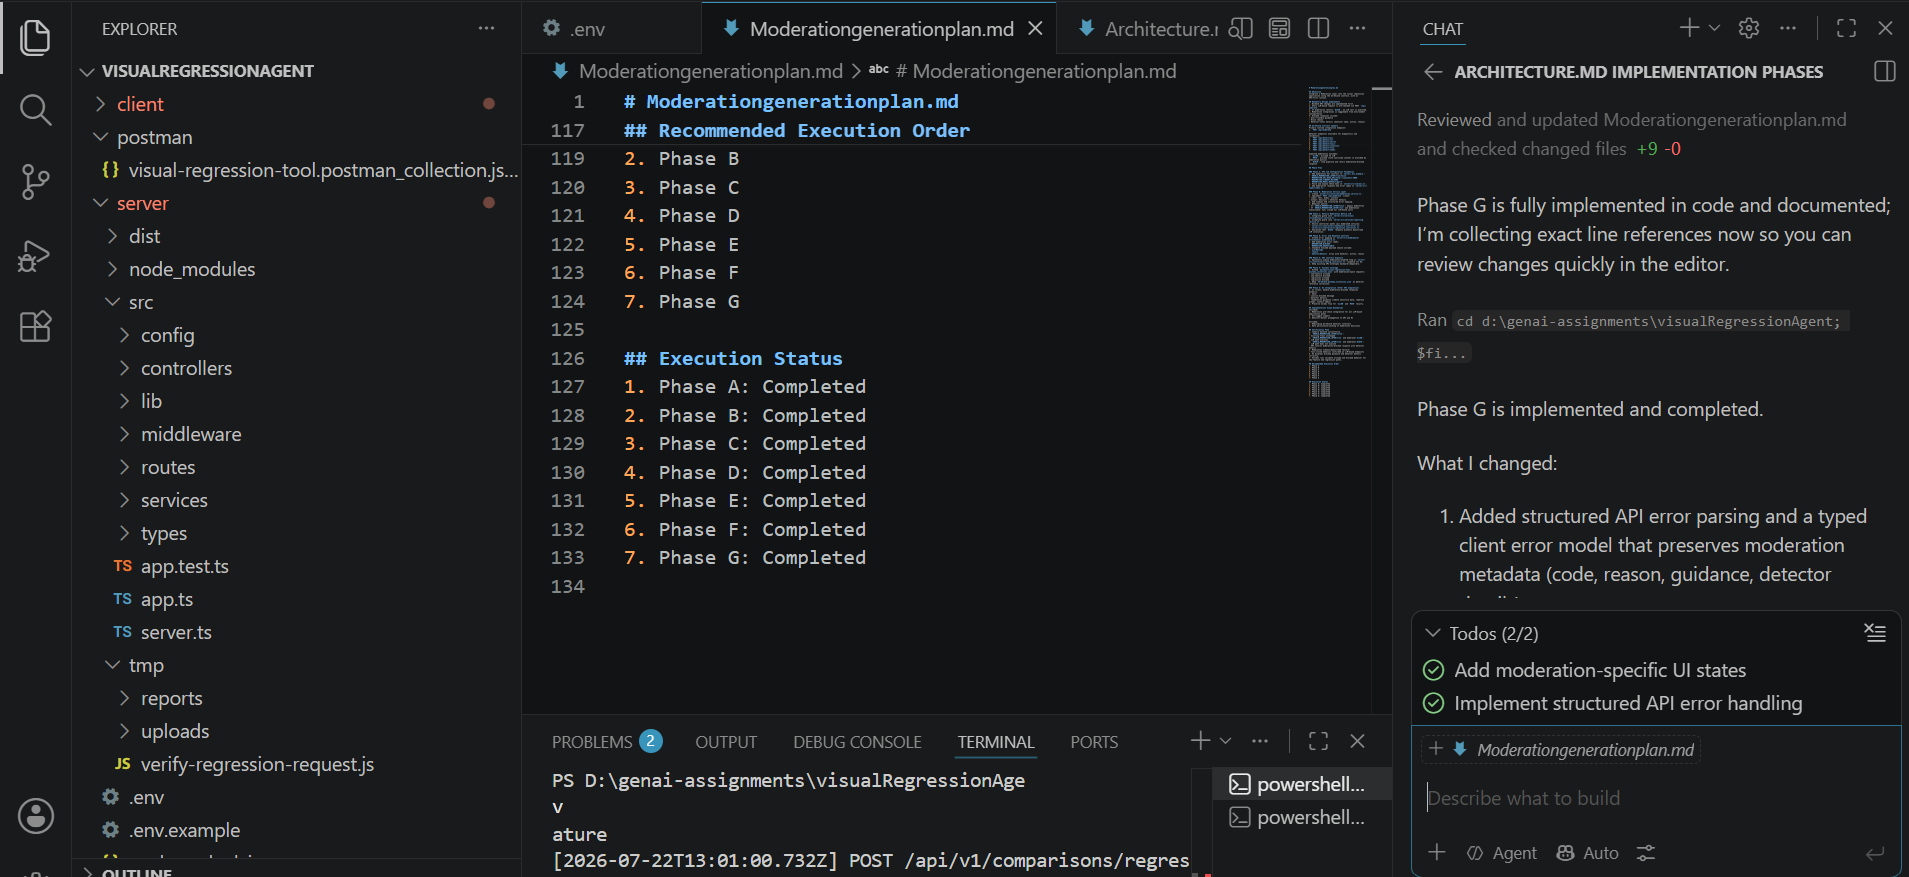 EXPLORER
VISUALREGRESSIONAGENT
client
postman
{} visual-regression-tool.postman_collection.js...
server
dist
node_modules
src
config
controllers
lib
middleware
routes
services
types
TS app.test.ts
TS app.ts
TS server.ts
tmp
reports
uploads
JS verify-regression-request.js
.env
.env.example
OUTLINE
.env
Moderationgenerationplan.md
Architecture.
Moderationgenerationplan.md > abc # Moderationgenerationplan.md
1 # Moderationgenerationplan.md
117 ## Recommended Execution Order
119 2. Phase B
120 3. Phase C
121 4. Phase D
122 5. Phase E
123 6. Phase F
124 7. Phase G
125
126 ## Execution Status
127 1. Phase A: Completed
128 2. Phase B: Completed
129 3. Phase C: Completed
130 4. Phase D: Completed
131 5. Phase E: Completed
132 6. Phase F: Completed
133 7. Phase G: Completed
134
PROBLEMS 2 OUTPUT DEBUG CONSOLE TERMINAL PORTS
PS D:\genai-assignments\visualRegressionAge
v
ature
[2026-07-22T13:01:00.732Z] POST /api/v1/comparisons/regres
powershell...
powershell...
CHAT
ARCHITECTURE.MD IMPLEMENTATION PHASES
Reviewed and updated Moderationgenerationplan.md
and checked changed files +9 -0
Phase G is fully implemented in code and documented;
I'm collecting exact line references now so you can
review changes quickly in the editor.
Ran cd d:\genai-assignments\visualRegressionAgent;
$fi...
Phase G is implemented and completed.
What I changed:
1. Added structured API error parsing and a typed
client error model that preserves moderation
metadata (code, reason, guidance, detector
Todos (2/2)
Add moderation-specific UI states
Implement structured API error handling
Moderationgenerationplan.md
Describe what to build
Agent Auto